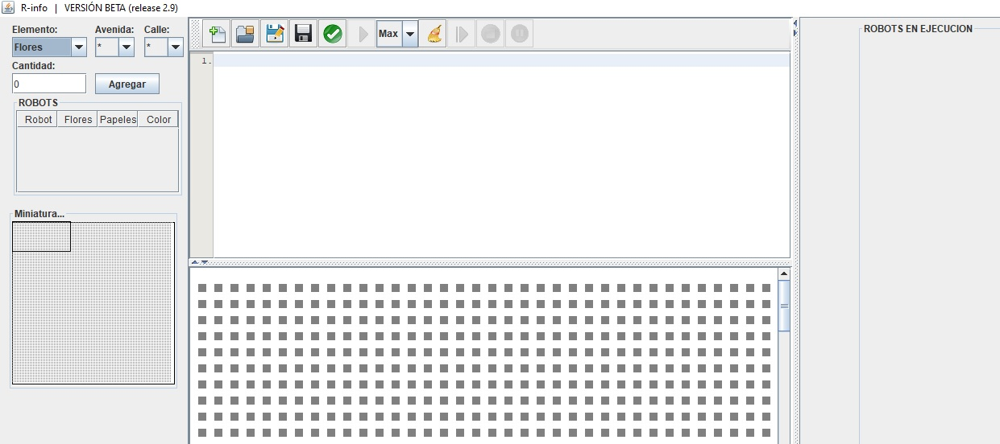 R-info | VERSIÓN BETA (release 2.9)
Elemento: Avenida: Calle:
Flores * *
Cantidad:
0 Agregar
ROBOTS
Robot Flores Papeles Color
Miniatura...
Max
1.
ROBOTS EN EJECUCION